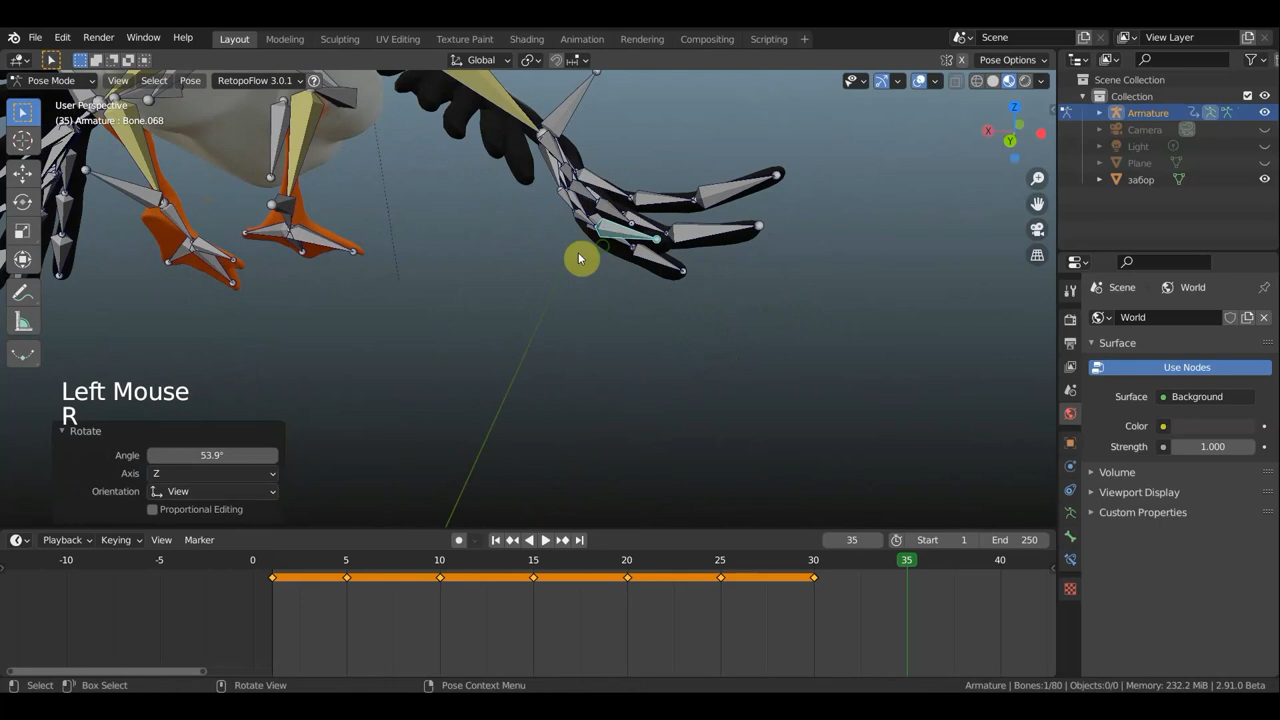 File Edit Render Window Help Layout Modeling Sculpting UV Editing Texture Paint Shading Animation Rendering Compositing Scripting + Scene View Layer
Global X Pose Options
Pose Mode View Select Pose RetopoFlow 3.0.1 ?
User Perspective
(35) Armature : Bone.068
Z
X
Y
Scene Collection
Collection
Armature
Camera
Light
Plane
забор
Scene World
World
Surface
Use Nodes
Surface Background
Color
Strength 1.000
Volume
Viewport Display
Custom Properties
Left Mouse
R
Rotate
Angle 53.9°
Axis Z
Orientation View
Proportional Editing
Playback Keying View Marker 35 Start 1 End 250
-10 -5 0 5 10 15 20 25 30 35 40
Select Box Select Rotate View Pose Context Menu Armature | Bones:1/80 | Objects:0/0 | Memory: 232.2 MiB | 2.91.0 Beta